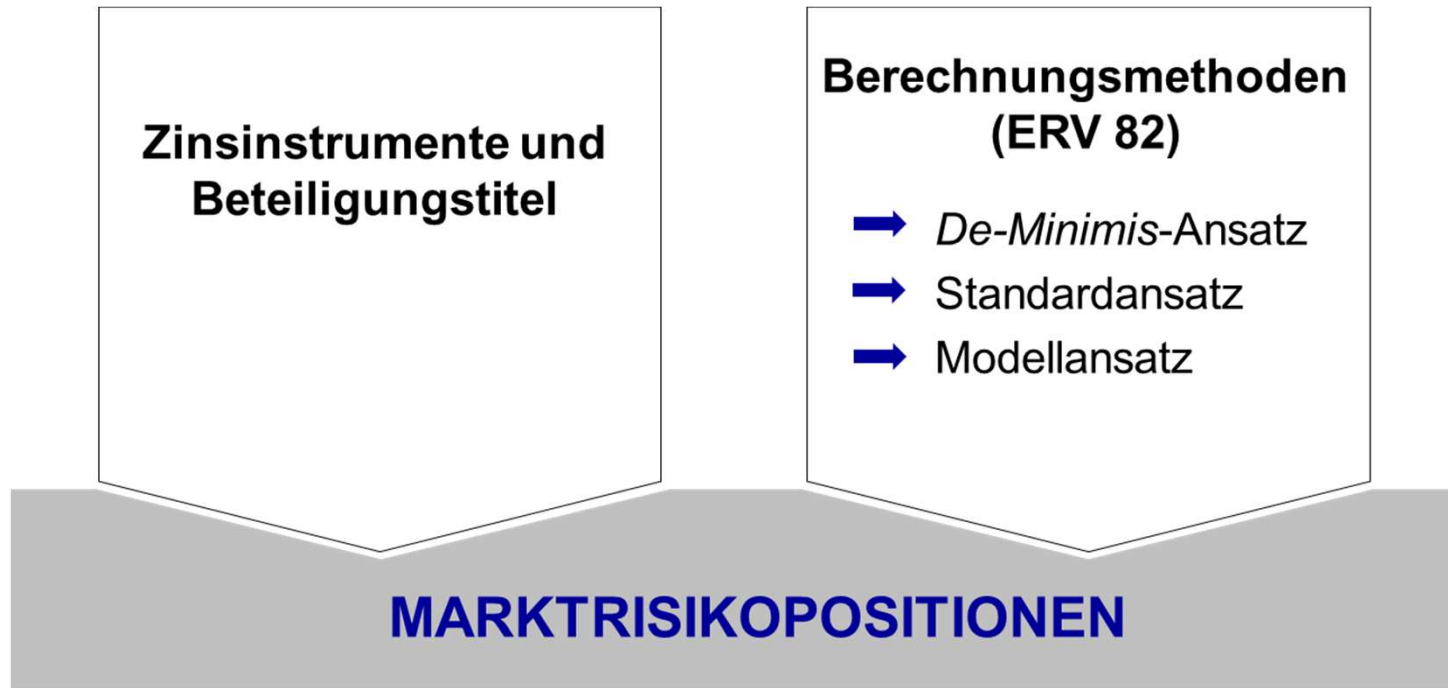 Zinsinstrumente und
Beteiligungstitel
Berechnungsmethoden
(ERV 82)
De-Minimis-Ansatz
Standardansatz
Modellansatz
MARKTRISIKOPOSITIONEN